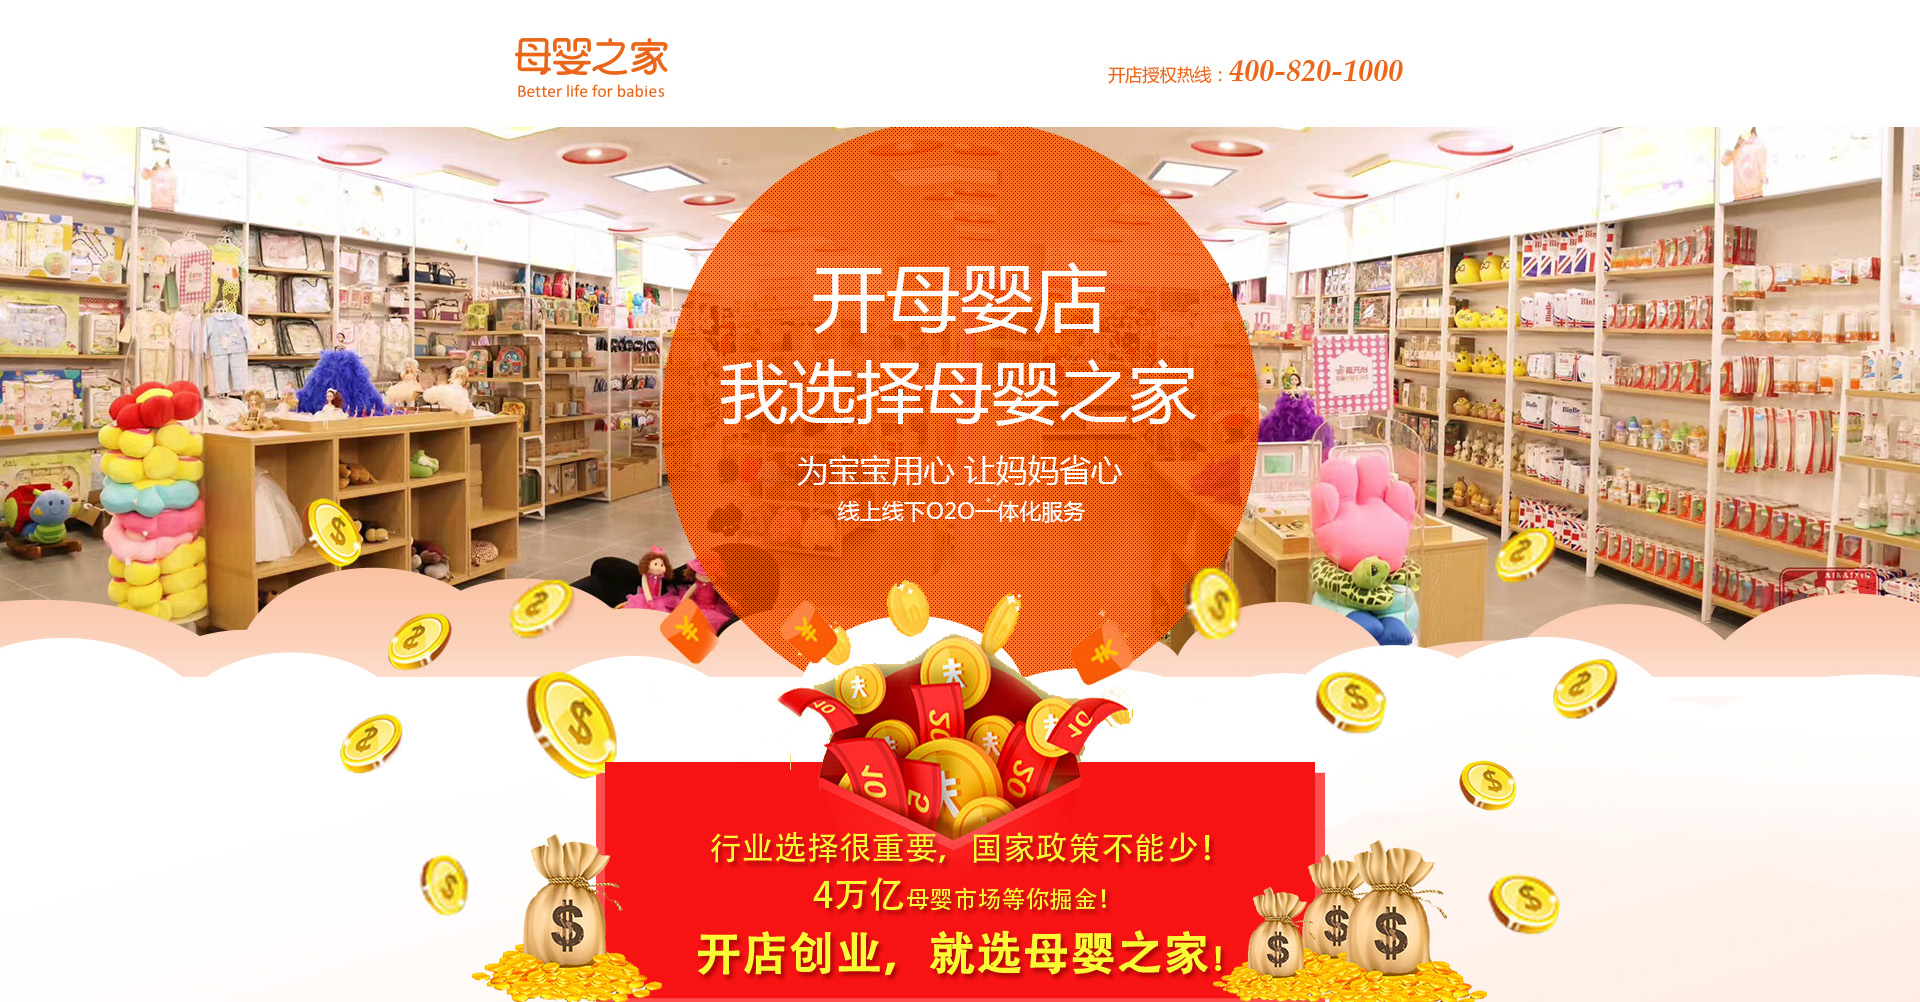 母婴之家
Better life for babies
开店授权热线：400-820-1000
开母婴店
我选择母婴之家
为宝宝用心 让妈妈省心
线上线下O2O一体化服务
行业选择很重要，国家政策不能少！
4万亿母婴市场等你掘金！
开店创业，就选母婴之家！